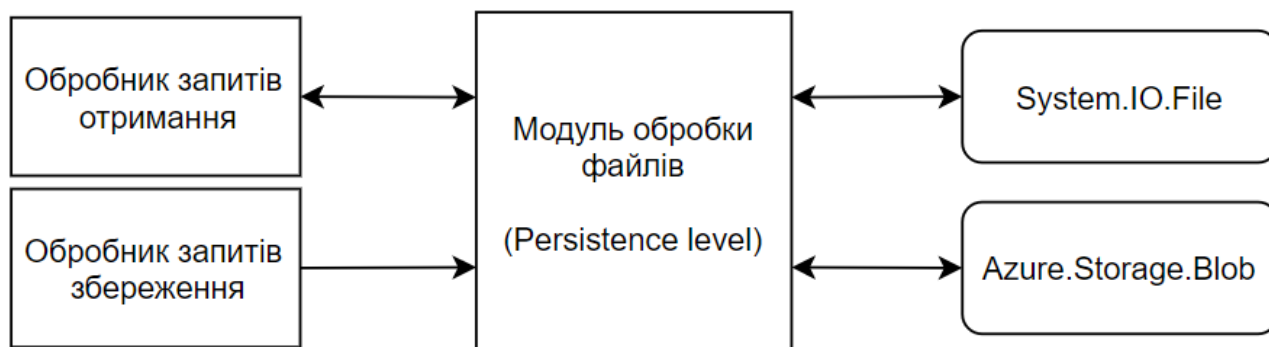 Обробник запитів
отримання
Обробник запитів
збереження
Модуль обробки
файлів
(Persistence level)
System.IO.File
Azure.Storage.Blob